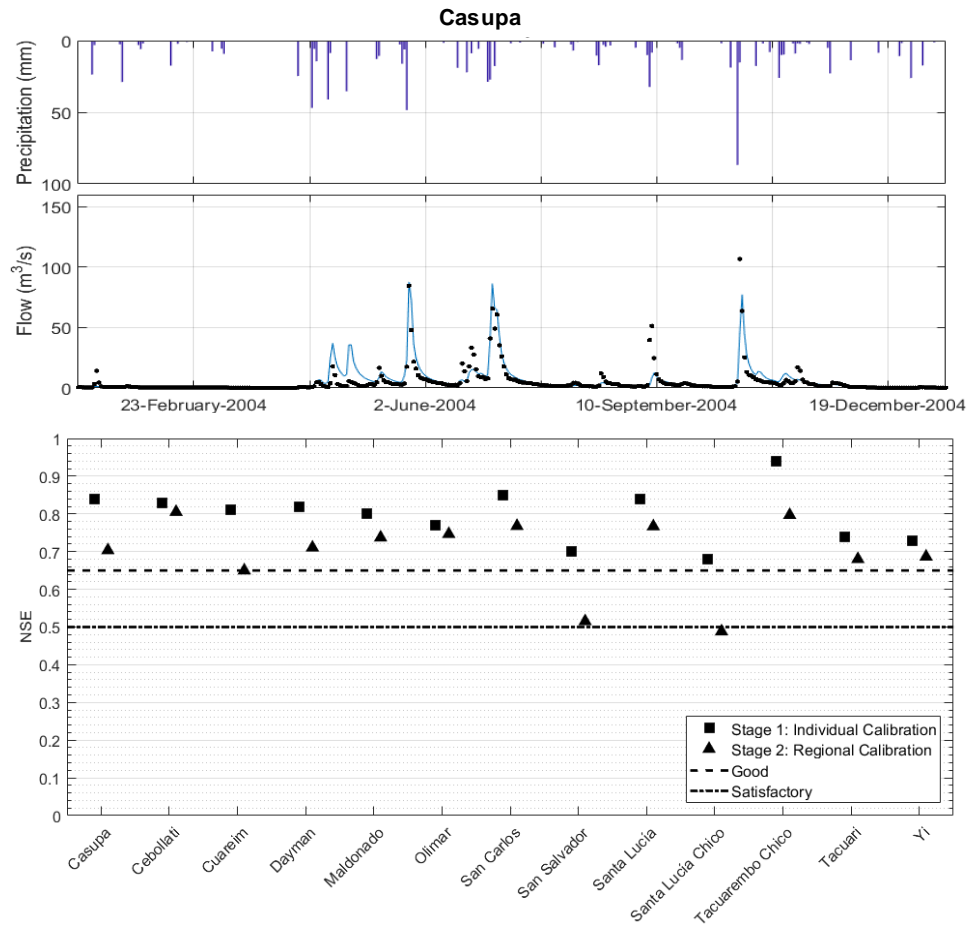 Casupa
Precipitation (mm)
0
50
100
Flow (m³/s)
150
100
50
0
23-February-2004 2-June-2004 10-September-2004 19-December-2004
NSE
1
0.9
0.8
0.7
0.6
0.5
0.4
0.3
0.2
0.1
0
Stage 1: Individual Calibration
Stage 2: Regional Calibration
Good
Satisfactory
Casupa
Cebollati
Cuareim
Dayman
Maldonado
Olimar
San Carlos
San Salvador
Santa Lucia
Santa Lucia Chico
Tacuarembo Chico
Tacuari
Yi